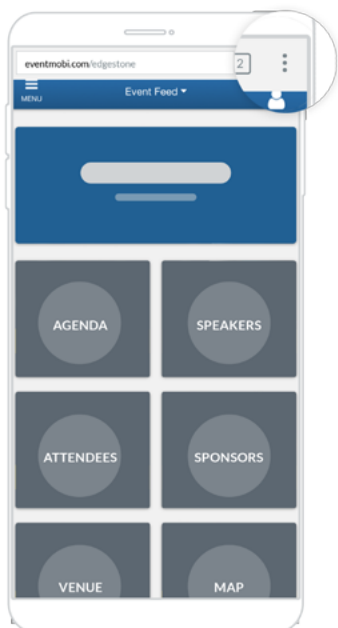 eventmobi.com/edgestone
2
MENU
Event Feed
AGENDA
SPEAKERS
ATTENDEES
SPONSORS
VENUE
MAP